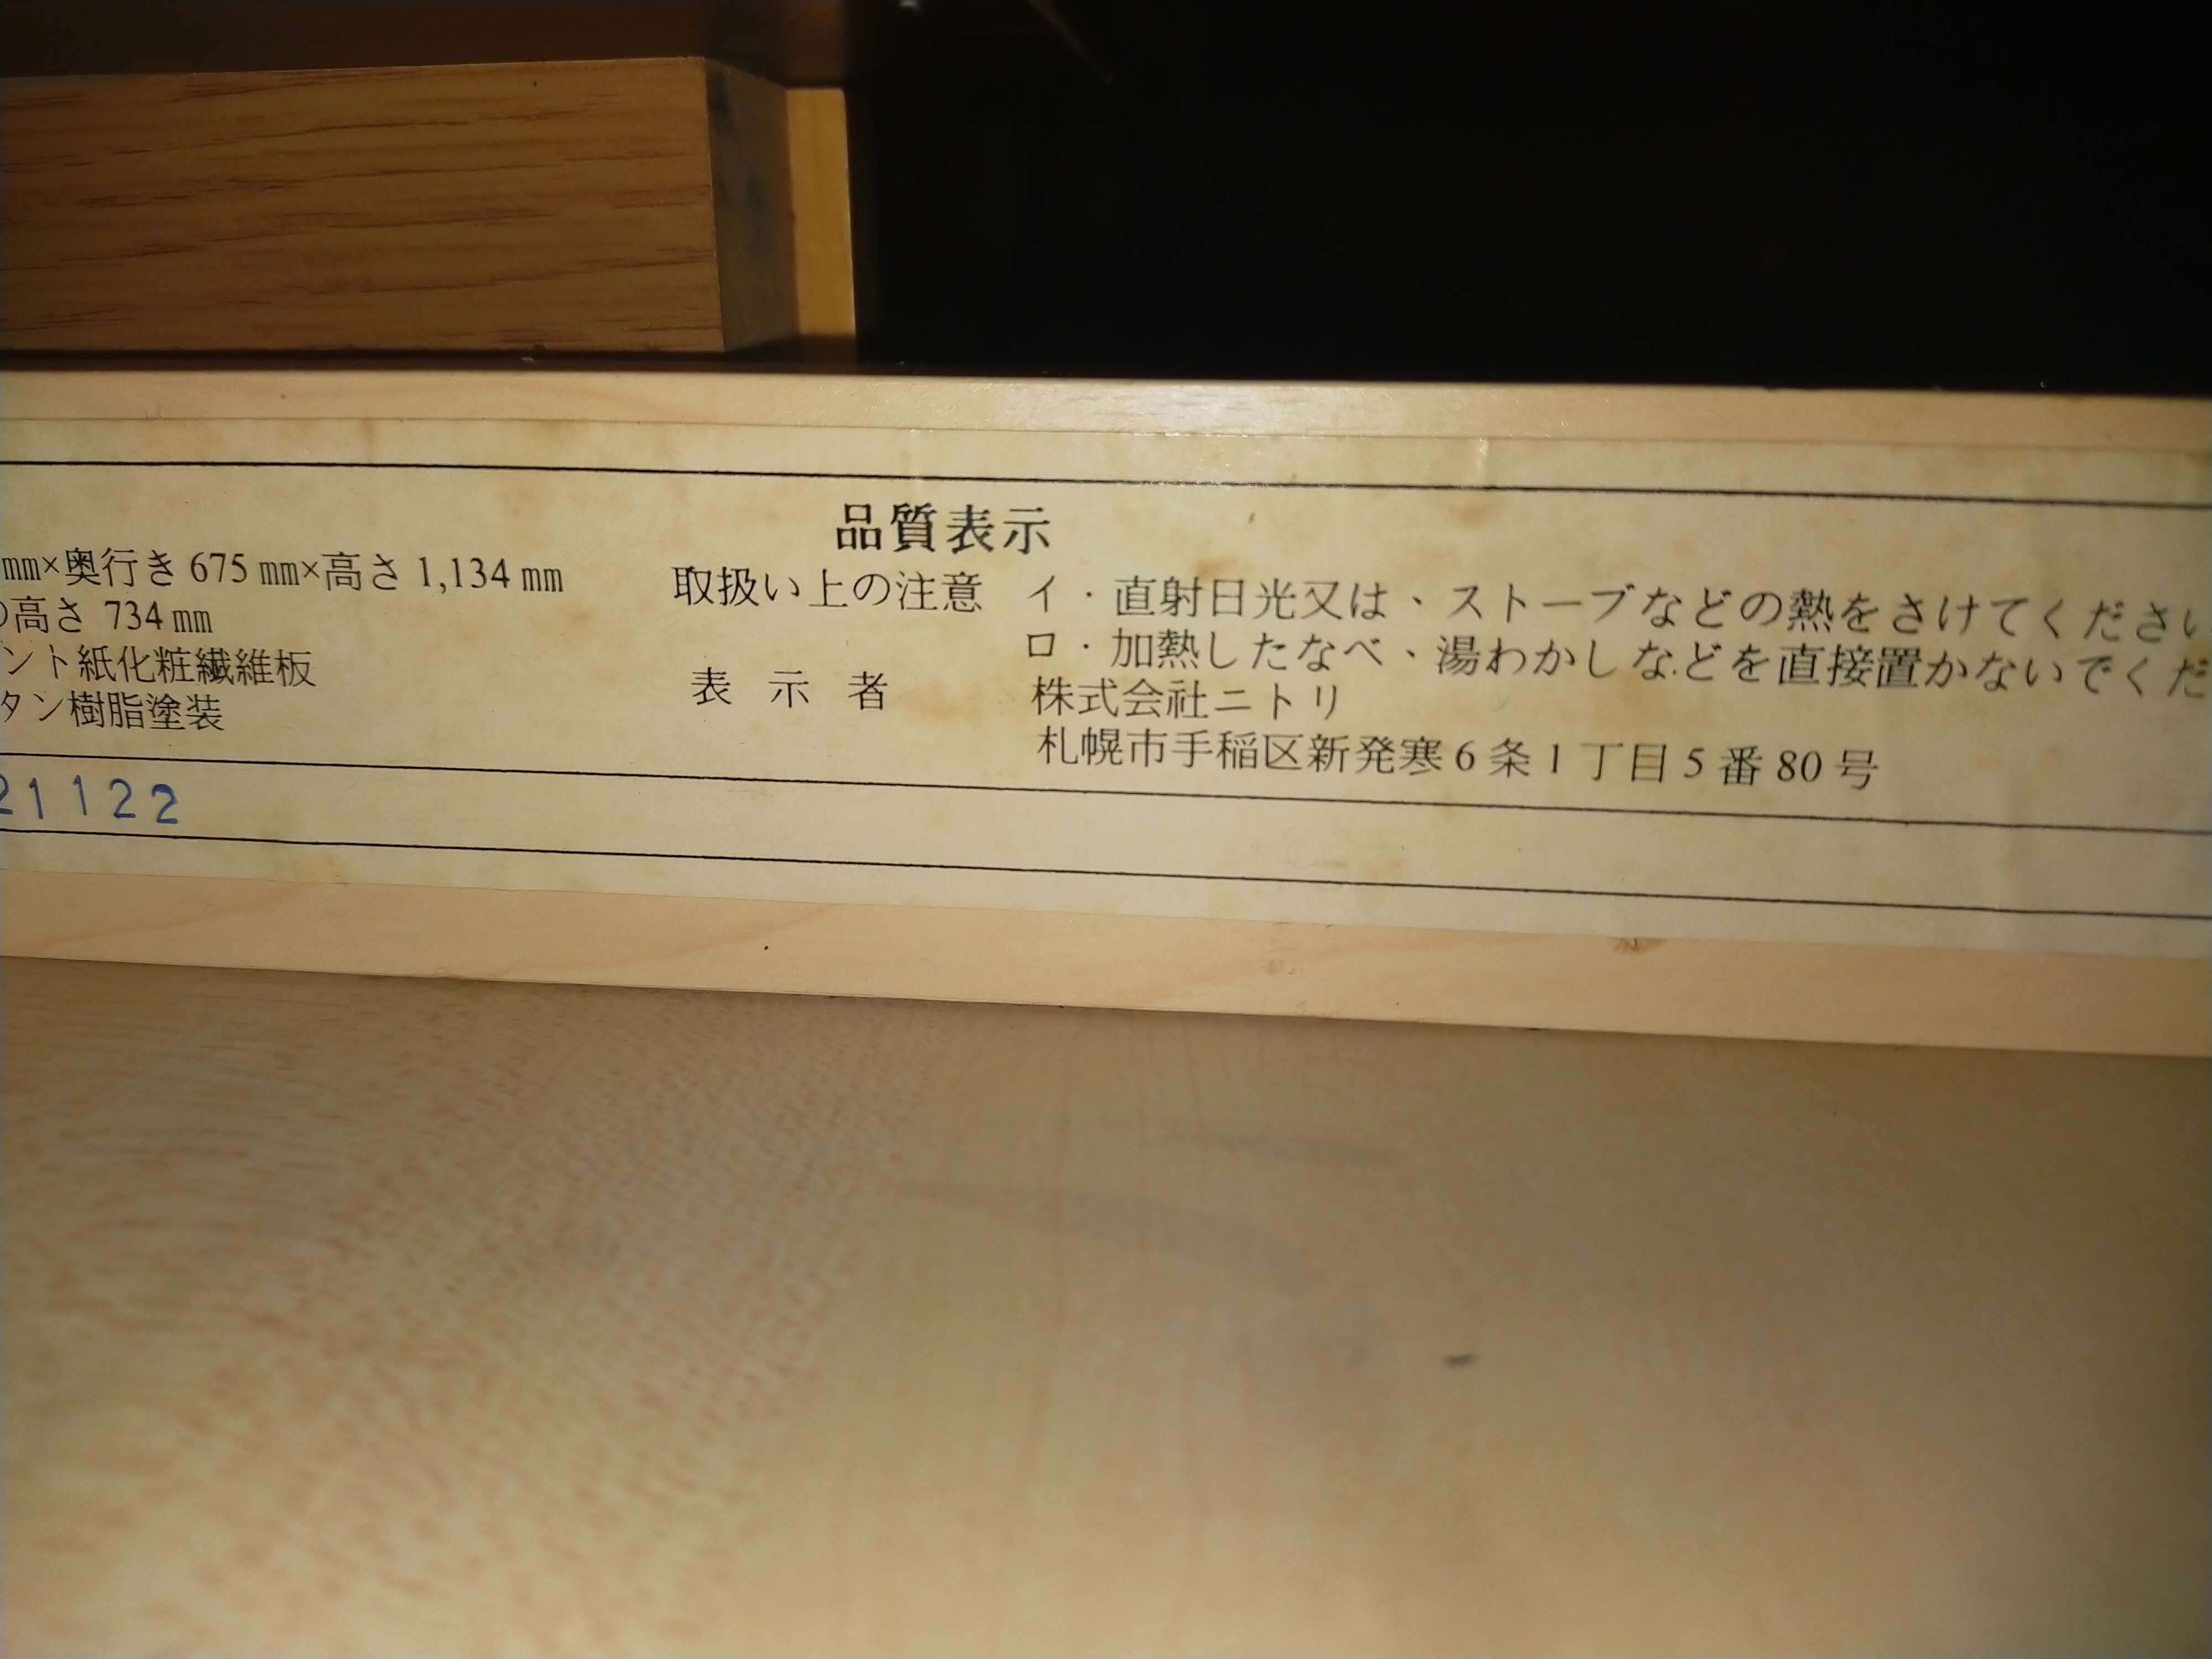 品質表示
mm×奥行き 675 mm×高さ 1,134 mm
の高さ 734 mm
ント紙化粧繊維板
タン樹脂塗装
取扱い上の注意 イ・直射日光又は、ストーブなどの熱をさけてください
ロ・加熱したなべ、湯わかしなどを直接置かないでくだ
表示者 株式会社ニトリ
札幌市手稲区新発寒6条1丁目5番80号
21122